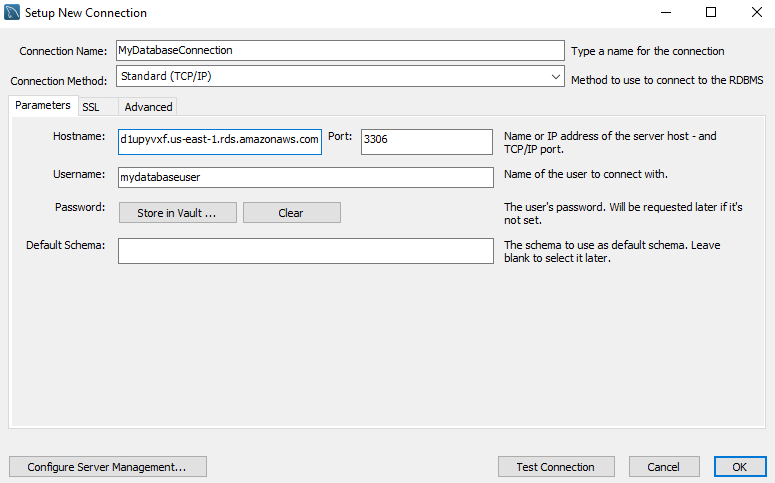 Setup New Connection
Connection Name: MyDatabaseConnection Type a name for the connection
Connection Method: Standard (TCP/IP) Method to use to connect to the RDBMS
Parameters SSL Advanced
Hostname: d1upyvxf.us-east-1.rds.amazonaws.com Port: 3306 Name or IP address of the server host - and
TCP/IP port.
Username: mydatabaseuser Name of the user to connect with.
Password: Store in Vault ... Clear The user's password. Will be requested later if it's
not set.
Default Schema: The schema to use as default schema. Leave
blank to select it later.
Configure Server Management... Test Connection Cancel OK